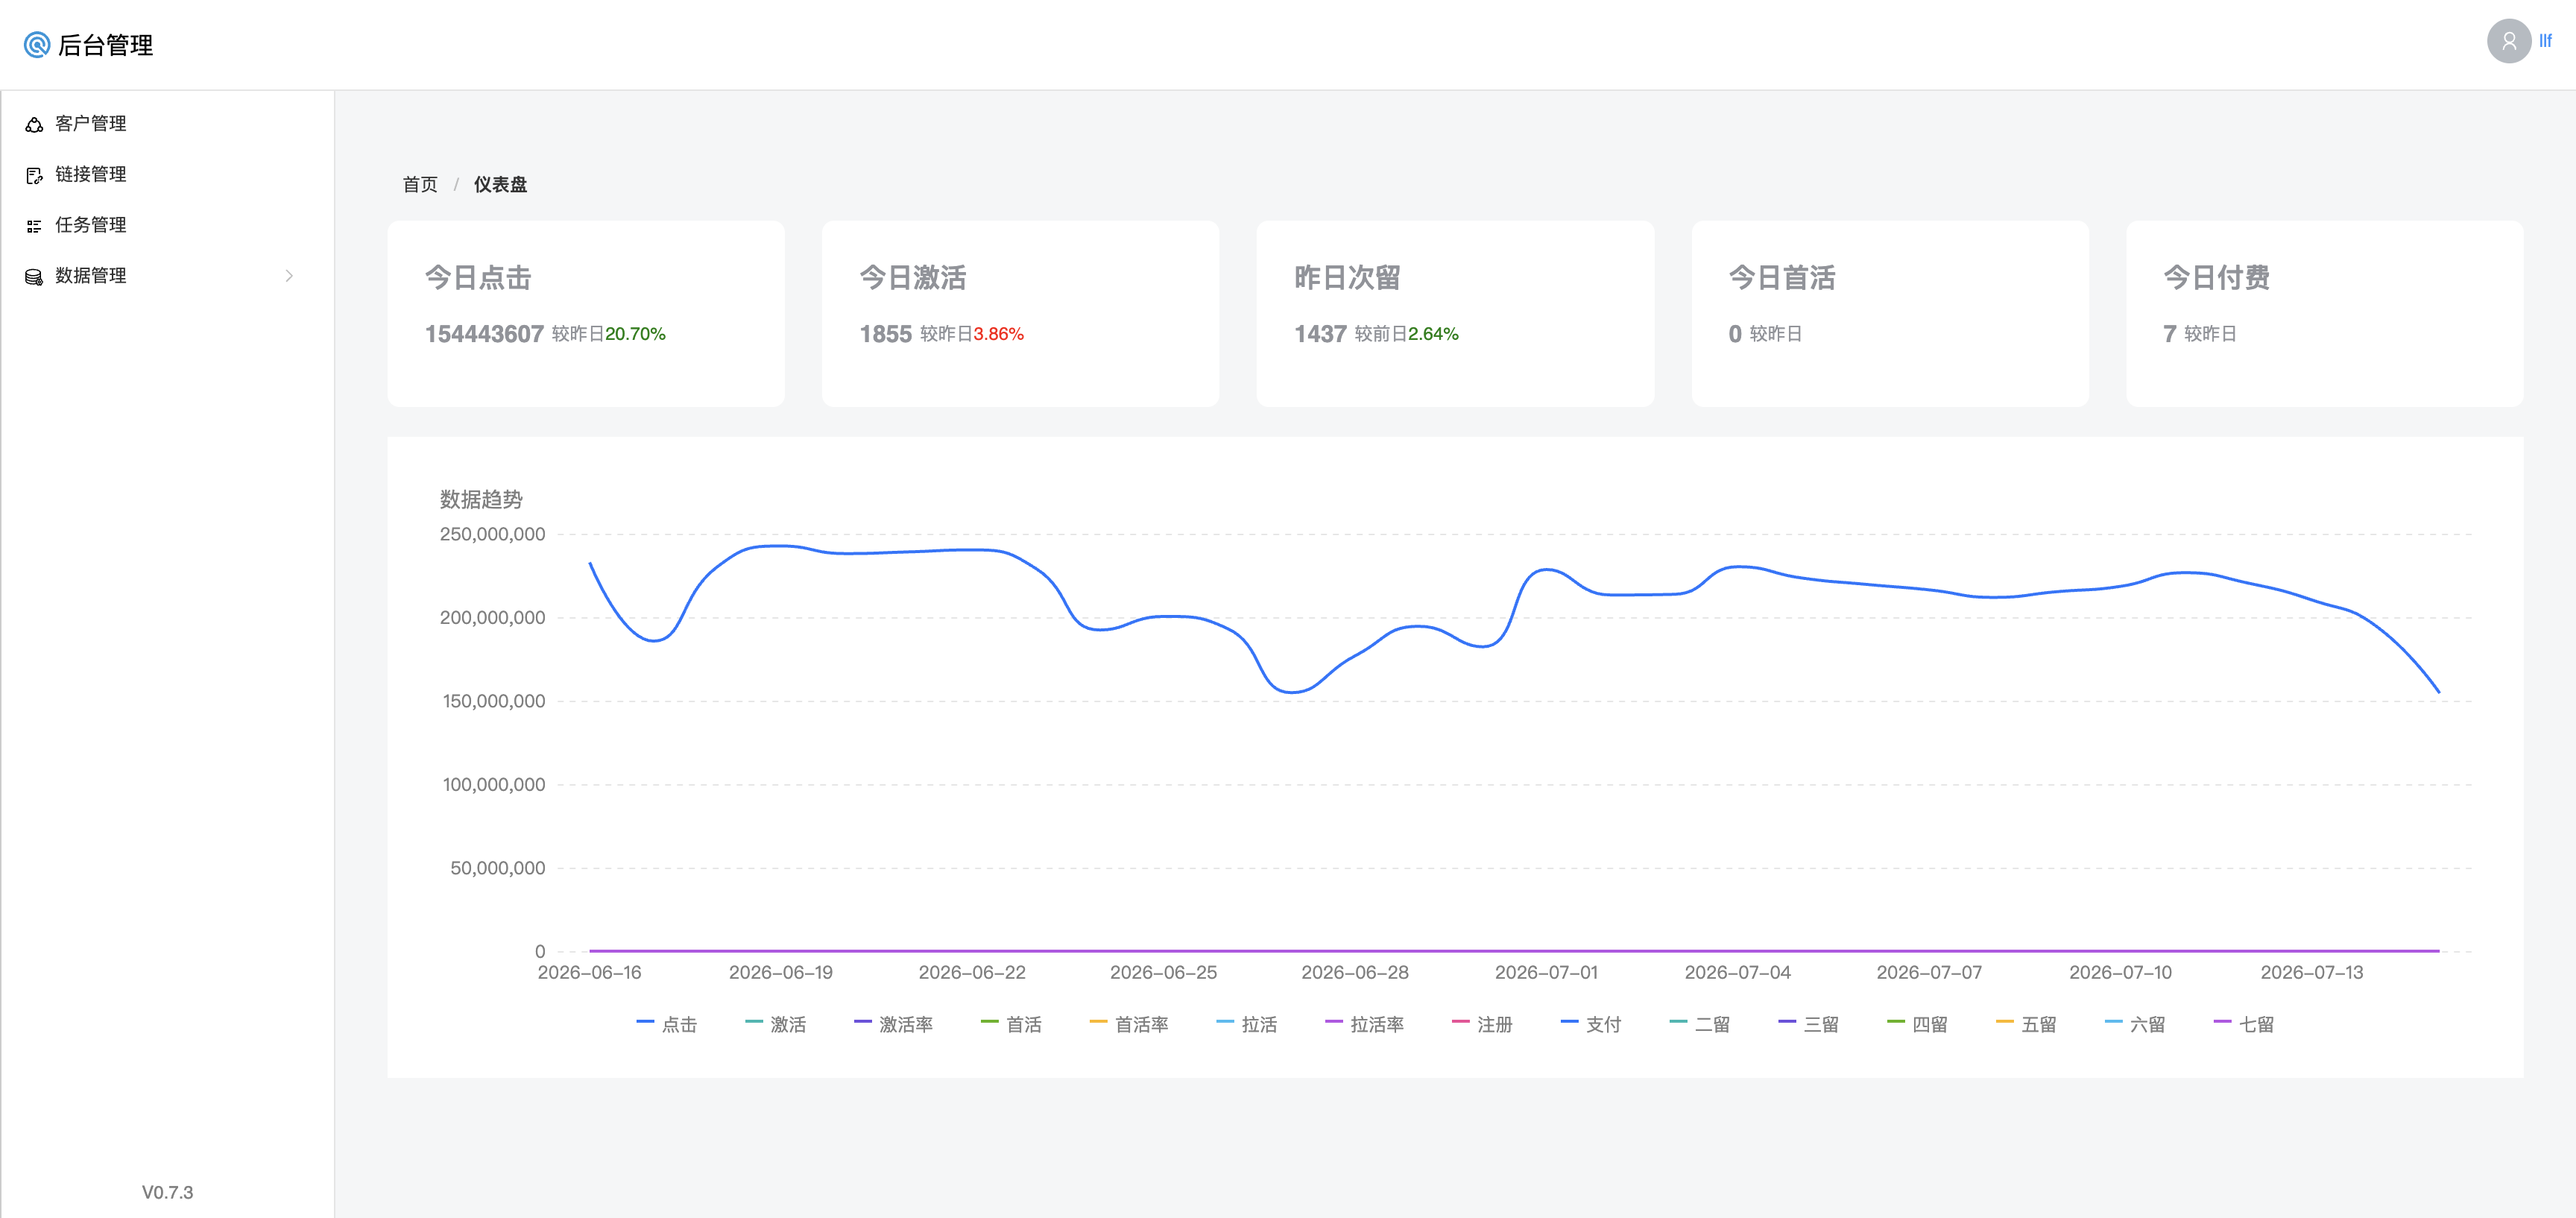 后台管理
llf
客户管理
链接管理
任务管理
数据管理
首页 / 仪表盘
今日点击
154443607 较昨日20.70%
今日激活
1855 较昨日3.86%
昨日次留
1437 较前日2.64%
今日首活
0 较昨日
今日付费
7 较昨日
数据趋势
250,000,000
200,000,000
150,000,000
100,000,000
50,000,000
0
2026-06-16 2026-06-19 2026-06-22 2026-06-25 2026-06-28 2026-07-01 2026-07-04 2026-07-07 2026-07-10 2026-07-13
点击 激活 激活率 首活 首活率 拉活 拉活率 注册 支付 二留 三留 四留 五留 六留 七留
V0.7.3